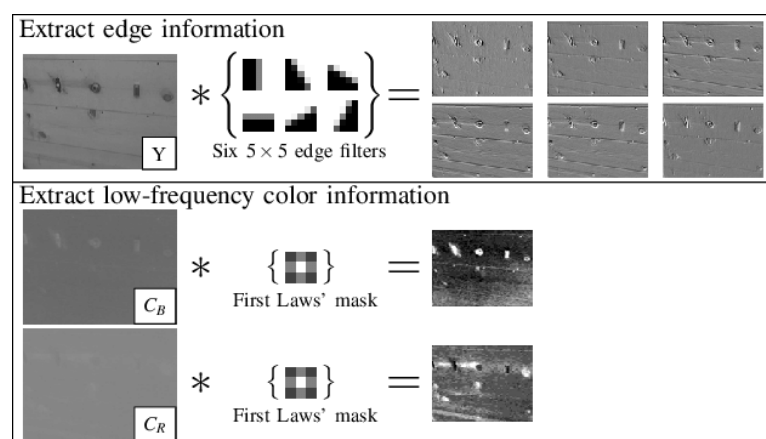 Extract edge information
Y
* { } =
Six 5 × 5 edge filters
Extract low-frequency color information
C_B
* { } =
First Laws' mask
C_R
* { } =
First Laws' mask